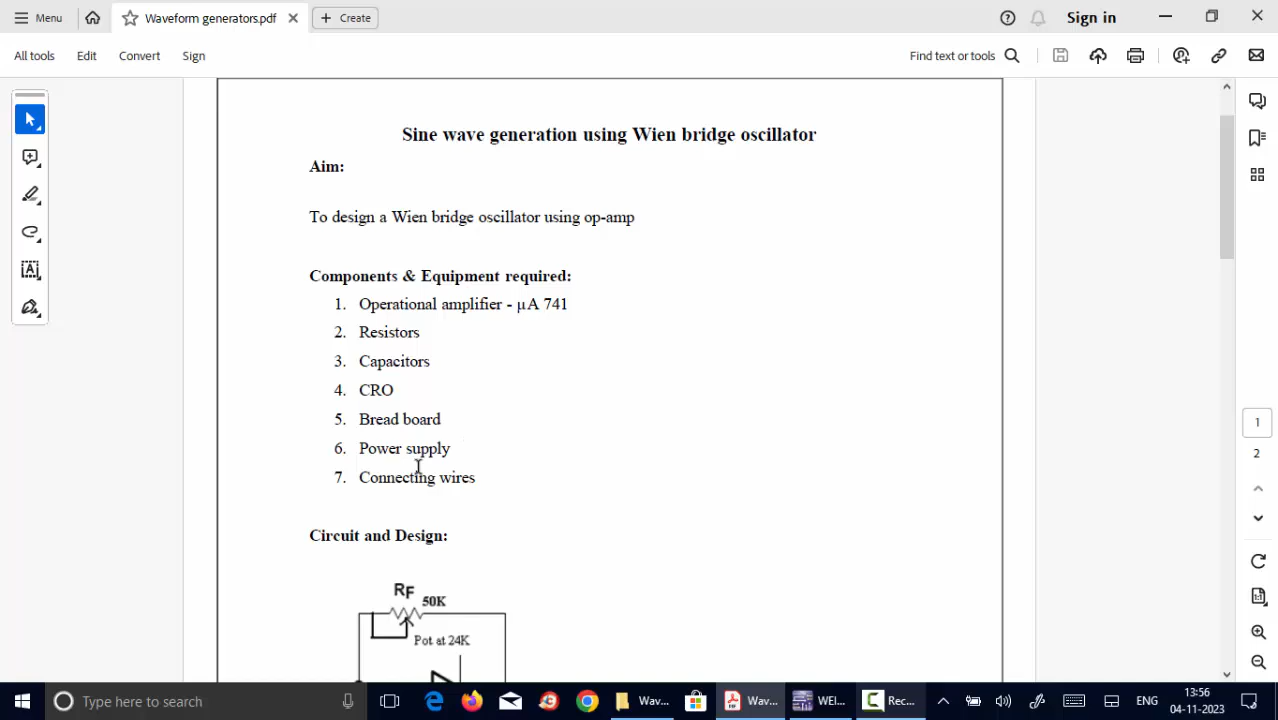 Menu
Waveform generators.pdf
Create
Sign in
All tools
Edit
Convert
Sign
Find text or tools
Sine wave generation using Wien bridge oscillator
Aim:
To design a Wien bridge oscillator using op-amp
Components & Equipment required:
1. Operational amplifier - µA 741
2. Resistors
3. Capacitors
4. CRO
5. Bread board
6. Power supply
7. Connecting wires
Circuit and Design:
RF
50K
Pot at 24K
1
2
Type here to search
Wav...
Wav...
WEI...
Rec...
ENG
13:56
04-11-2023